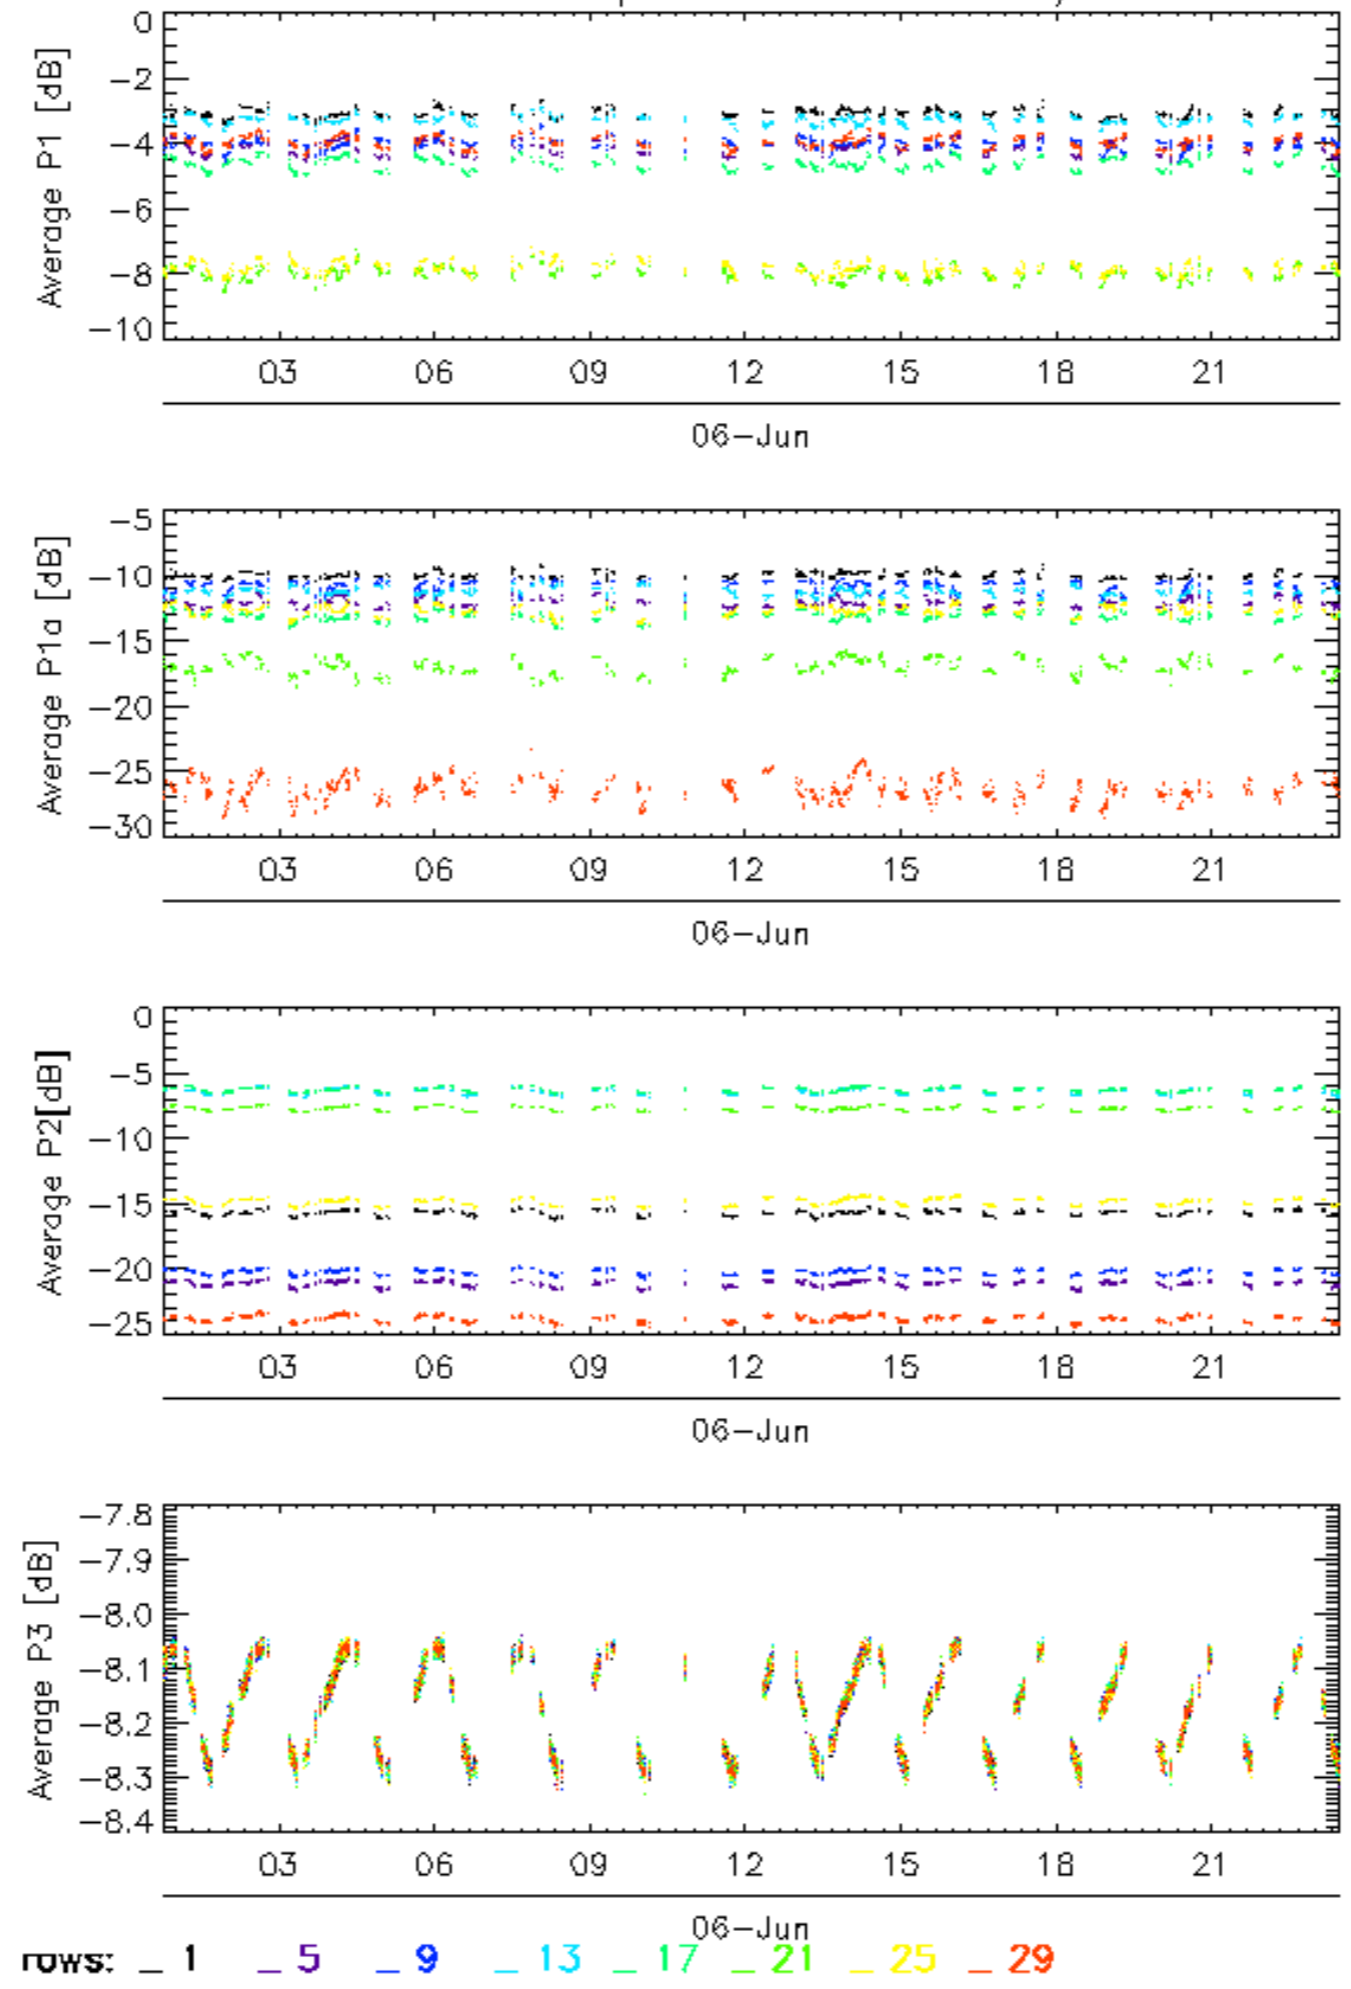 0
−2
−4
−6
−8
−10
Average P1 [dB]
03 06 09 12 15 18 21
06−Jun
−5
−10
−15
−20
−25
−30
Average P1a [dB]
03 06 09 12 15 18 21
06−Jun
0
−5
−10
−15
−20
−25
Average P2[dB]
03 06 09 12 15 18 21
06−Jun
−7.8
−7.9
−8.0
−8.1
−8.2
−8.3
−8.4
Average P3 [dB]
03 06 09 12 15 18 21
06−Jun
rows: _ 1 _ 5 _ 9 _ 13 _ 17 _ 21 _ 25 _ 29